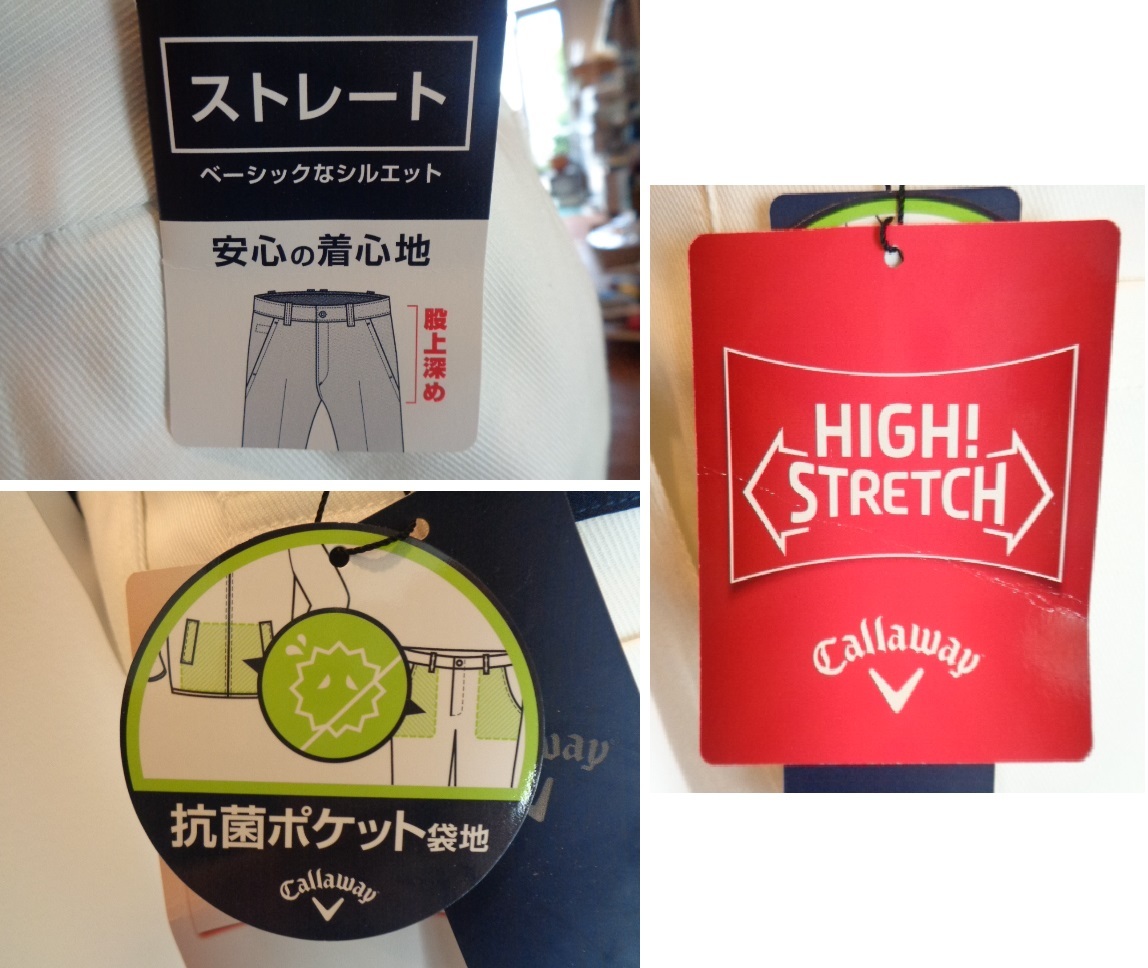 ストレート
ベーシックなシルエット
安心の着心地
股上深め
HIGH!
STRETCH
Callaway
抗菌ポケット袋地
Callaway